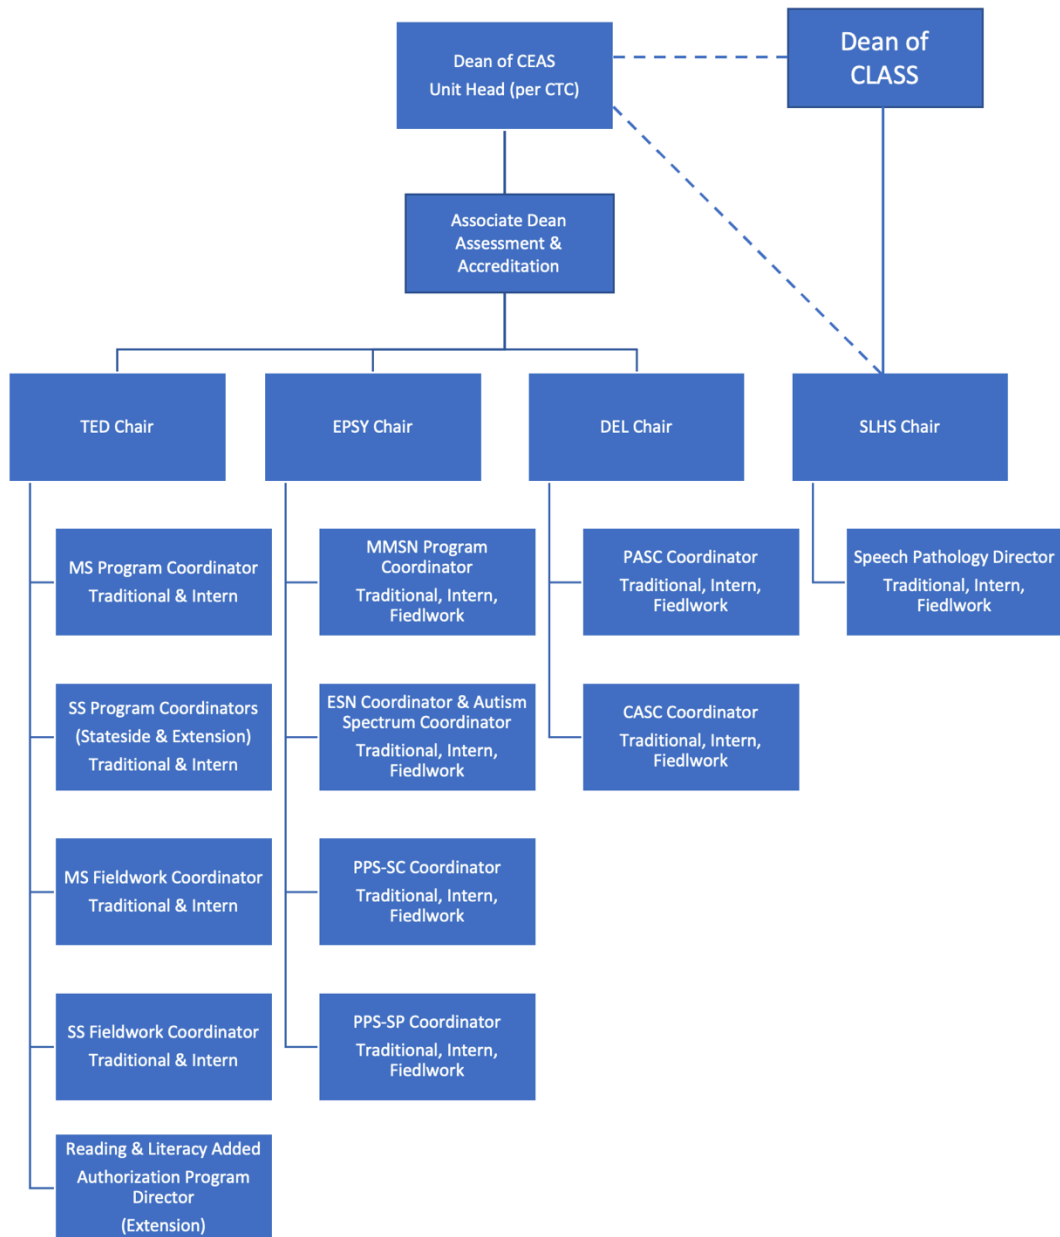 Dean of CEAS
Unit Head (per CTC)
Dean of
CLASS
Associate Dean
Assessment &
Accreditation
TED Chair
EPSY Chair
DEL Chair
SLHS Chair
MS Program Coordinator
Traditional & Intern
MMSN Program
Coordinator
Traditional, Intern,
Fiedlwork
PASC Coordinator
Traditional, Intern,
Fiedlwork
Speech Pathology Director
Traditional, Intern,
Fiedlwork
SS Program Coordinators
(Stateside & Extension)
Traditional & Intern
ESN Coordinator & Autism
Spectrum Coordinator
Traditional, Intern,
Fiedlwork
CASC Coordinator
Traditional, Intern,
Fiedlwork
MS Fieldwork Coordinator
Traditional & Intern
PPS-SC Coordinator
Traditional, Intern,
Fiedlwork
SS Fieldwork Coordinator
Traditional & Intern
PPS-SP Coordinator
Traditional, Intern,
Fiedlwork
Reading & Literacy Added
Authorization Program
Director
(Extension)